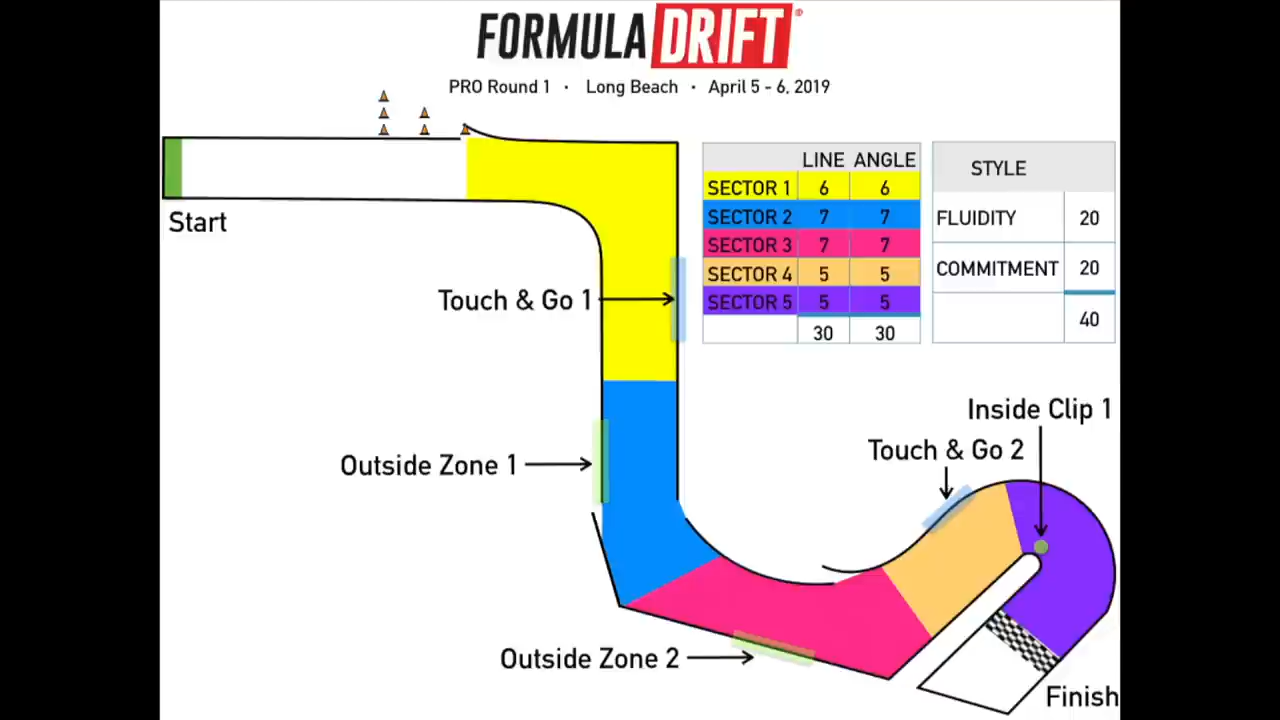 FORMULA DRIFT®
PRO Round 1 · Long Beach · April 5 - 6, 2019
LINE ANGLE
SECTOR 1 6 6
SECTOR 2 7 7
SECTOR 3 7 7
SECTOR 4 5 5
SECTOR 5 5 5
30 30
STYLE
FLUIDITY 20
COMMITMENT 20
40
Start
Touch & Go 1
Inside Clip 1
Touch & Go 2
Outside Zone 1
Outside Zone 2
Finish